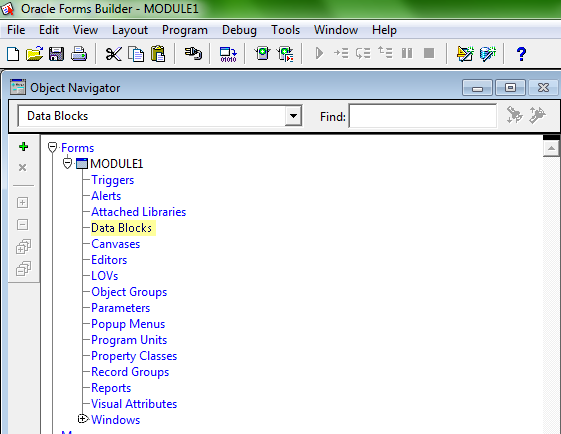 Oracle Forms Builder - MODULE1
File Edit View Layout Program Debug Tools Window Help
Object Navigator
Data Blocks Find:
Forms
MODULE1
Triggers
Alerts
Attached Libraries
Data Blocks
Canvases
Editors
LOVs
Object Groups
Parameters
Popup Menus
Program Units
Property Classes
Record Groups
Reports
Visual Attributes
Windows